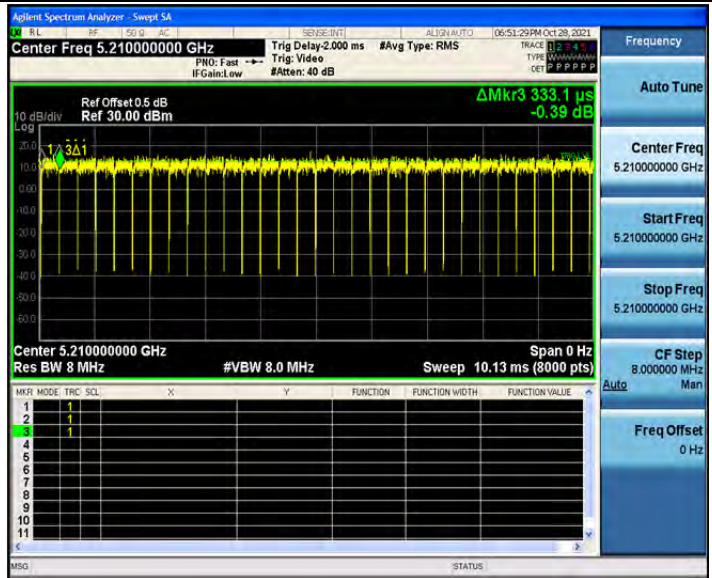 Agilent Spectrum Analyzer - Swept SA
RL RF 50 Ω AC SENSE:INT ALIGN AUTO 06:51:29 PM Oct 28, 2021
Center Freq 5.210000000 GHz
PNO: Fast
IFGain:Low
Trig Delay-2.000 ms
Trig: Video
#Atten: 40 dB
#Avg Type: RMS
TRACE 1 2 3 4 5 6
TYPE
DET P P P P P P
Frequency
Auto Tune
Center Freq
5.210000000 GHz
Start Freq
5.210000000 GHz
Stop Freq
5.210000000 GHz
CF Step
8.000000 MHz
Auto Man
Freq Offset
0 Hz
ΔMkr3 333.1 µs
-0.39 dB
Ref Offset 0.5 dB
10 dB/div Ref 30.00 dBm
Log
20.0
10.0
0.00
-10.0
-20.0
-30.0
-40.0
-50.0
-60.0
1 3Δ1
Center 5.210000000 GHz Span 0 Hz
Res BW 8 MHz #VBW 8.0 MHz Sweep 10.13 ms (8000 pts)
MKR MODE TRC SCL X Y FUNCTION FUNCTION WIDTH FUNCTION VALUE
1 1
2 1
3 1
4
5
6
7
8
9
10
11
MSG STATUS